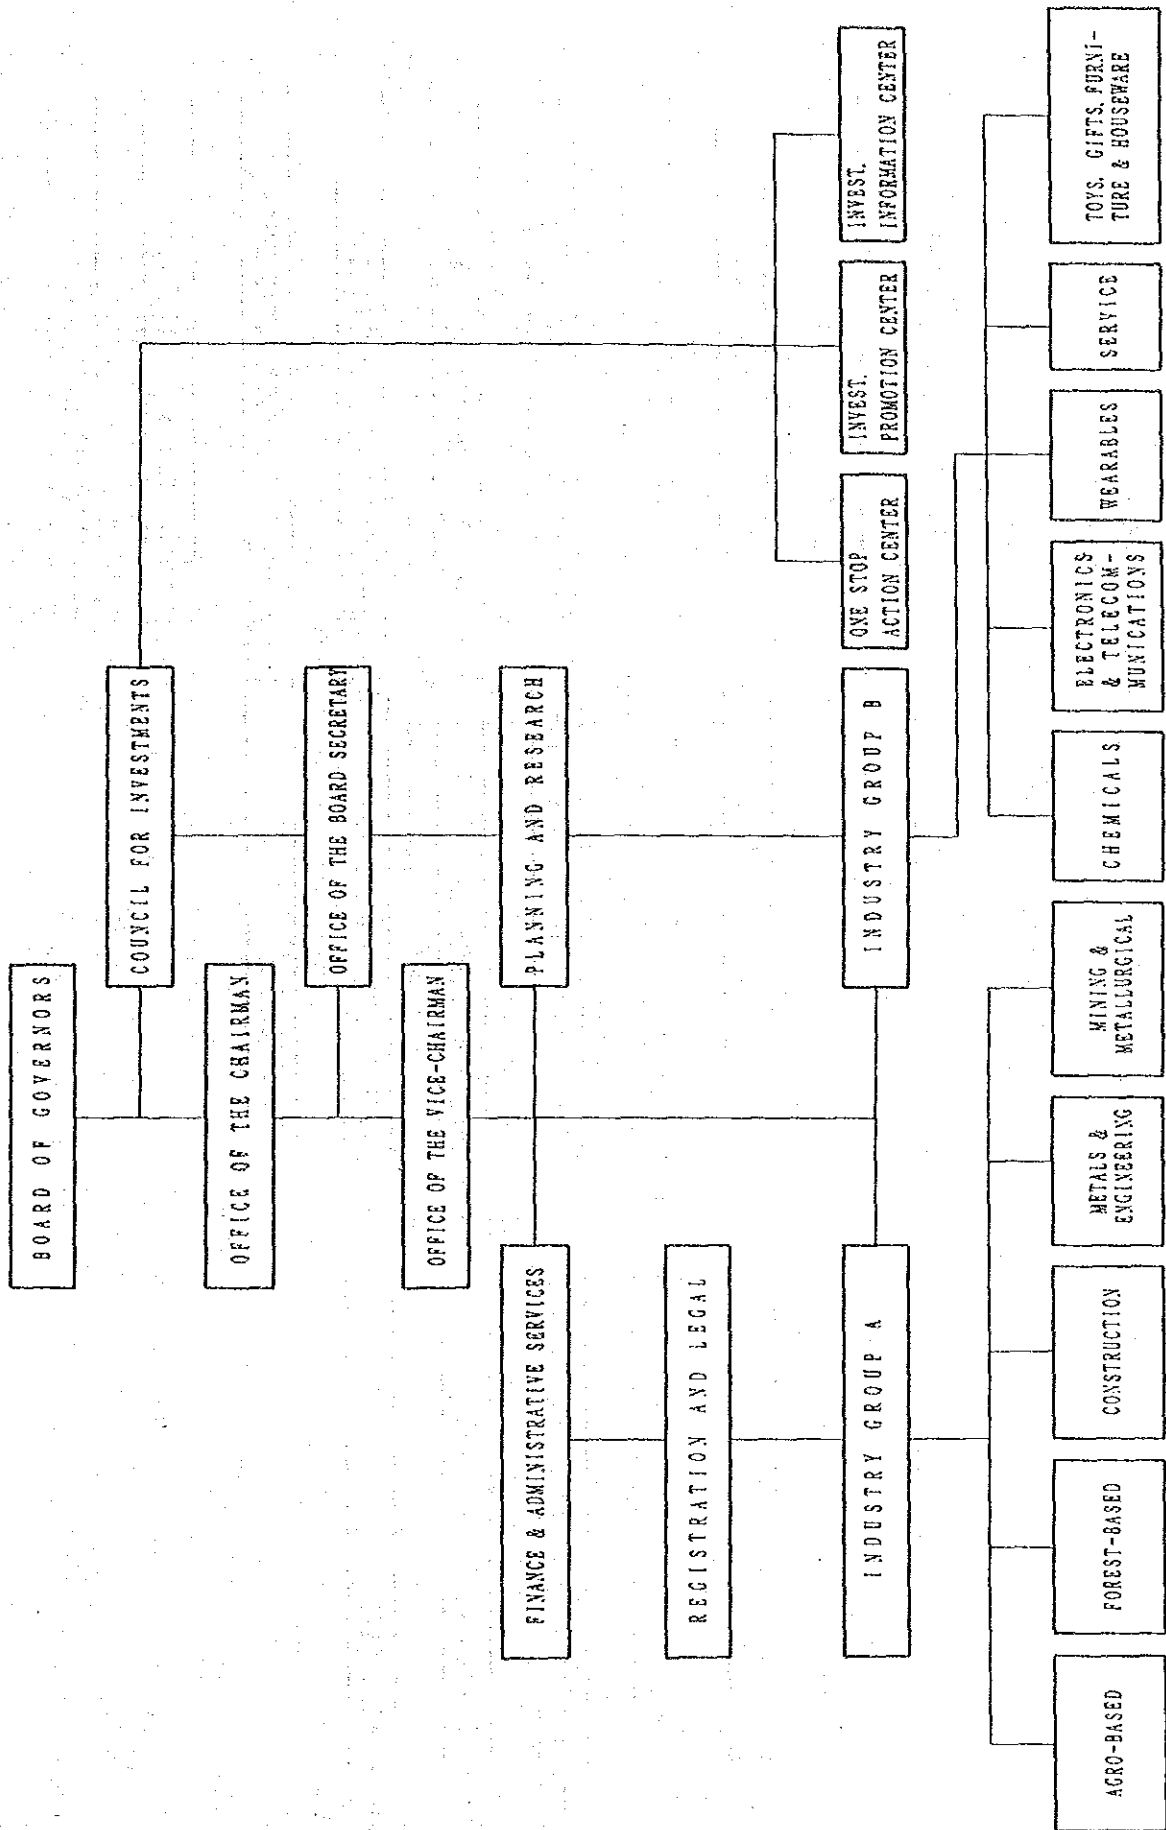 BOARD OF GOVERNORS
COUNCIL FOR INVESTMENTS
OFFICE OF THE CHAIRMAN
OFFICE OF THE BOARD SECRETARY
OFFICE OF THE VICE-CHAIRMAN
FINANCE & ADMINISTRATIVE SERVICES
PLANNING AND RESEARCH
REGISTRATION AND LEGAL
INDUSTRY GROUP A
INDUSTRY GROUP B
ONE STOP
ACTION CENTER
INVEST.
PROMOTION CENTER
INVEST.
INFORMATION CENTER
AGRO-BASED
FOREST-BASED
CONSTRUCTION
METALS &
ENGINEERING
MINING &
METALLURGICAL
CHEMICALS
ELECTRONICS
& TELECOM-
MUNICATIONS
WEARABLES
SERVICE
TOYS, GIFTS, FURNI-
TURE & HOUSEWARE